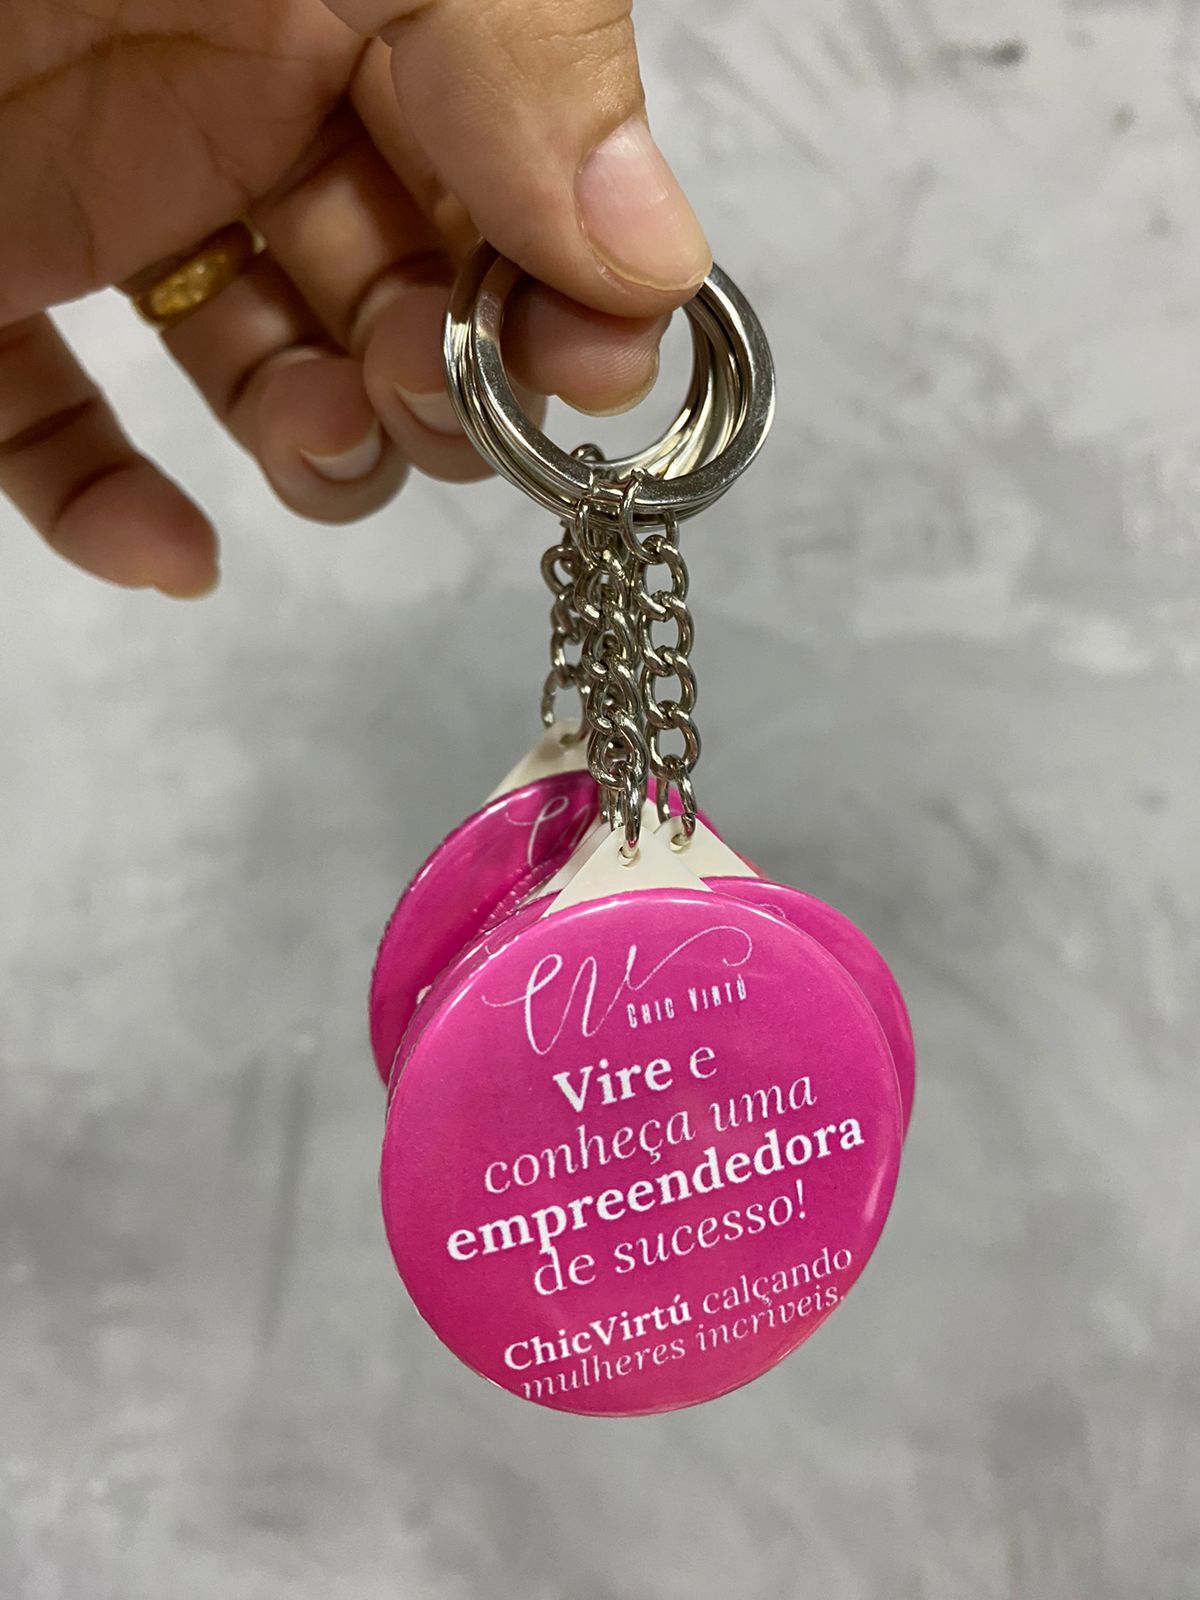 CV
CHIC VIRTÚ
Vire e
conheça uma
empreendedora
de sucesso!
ChicVirtú calçando
mulheres incríveis.